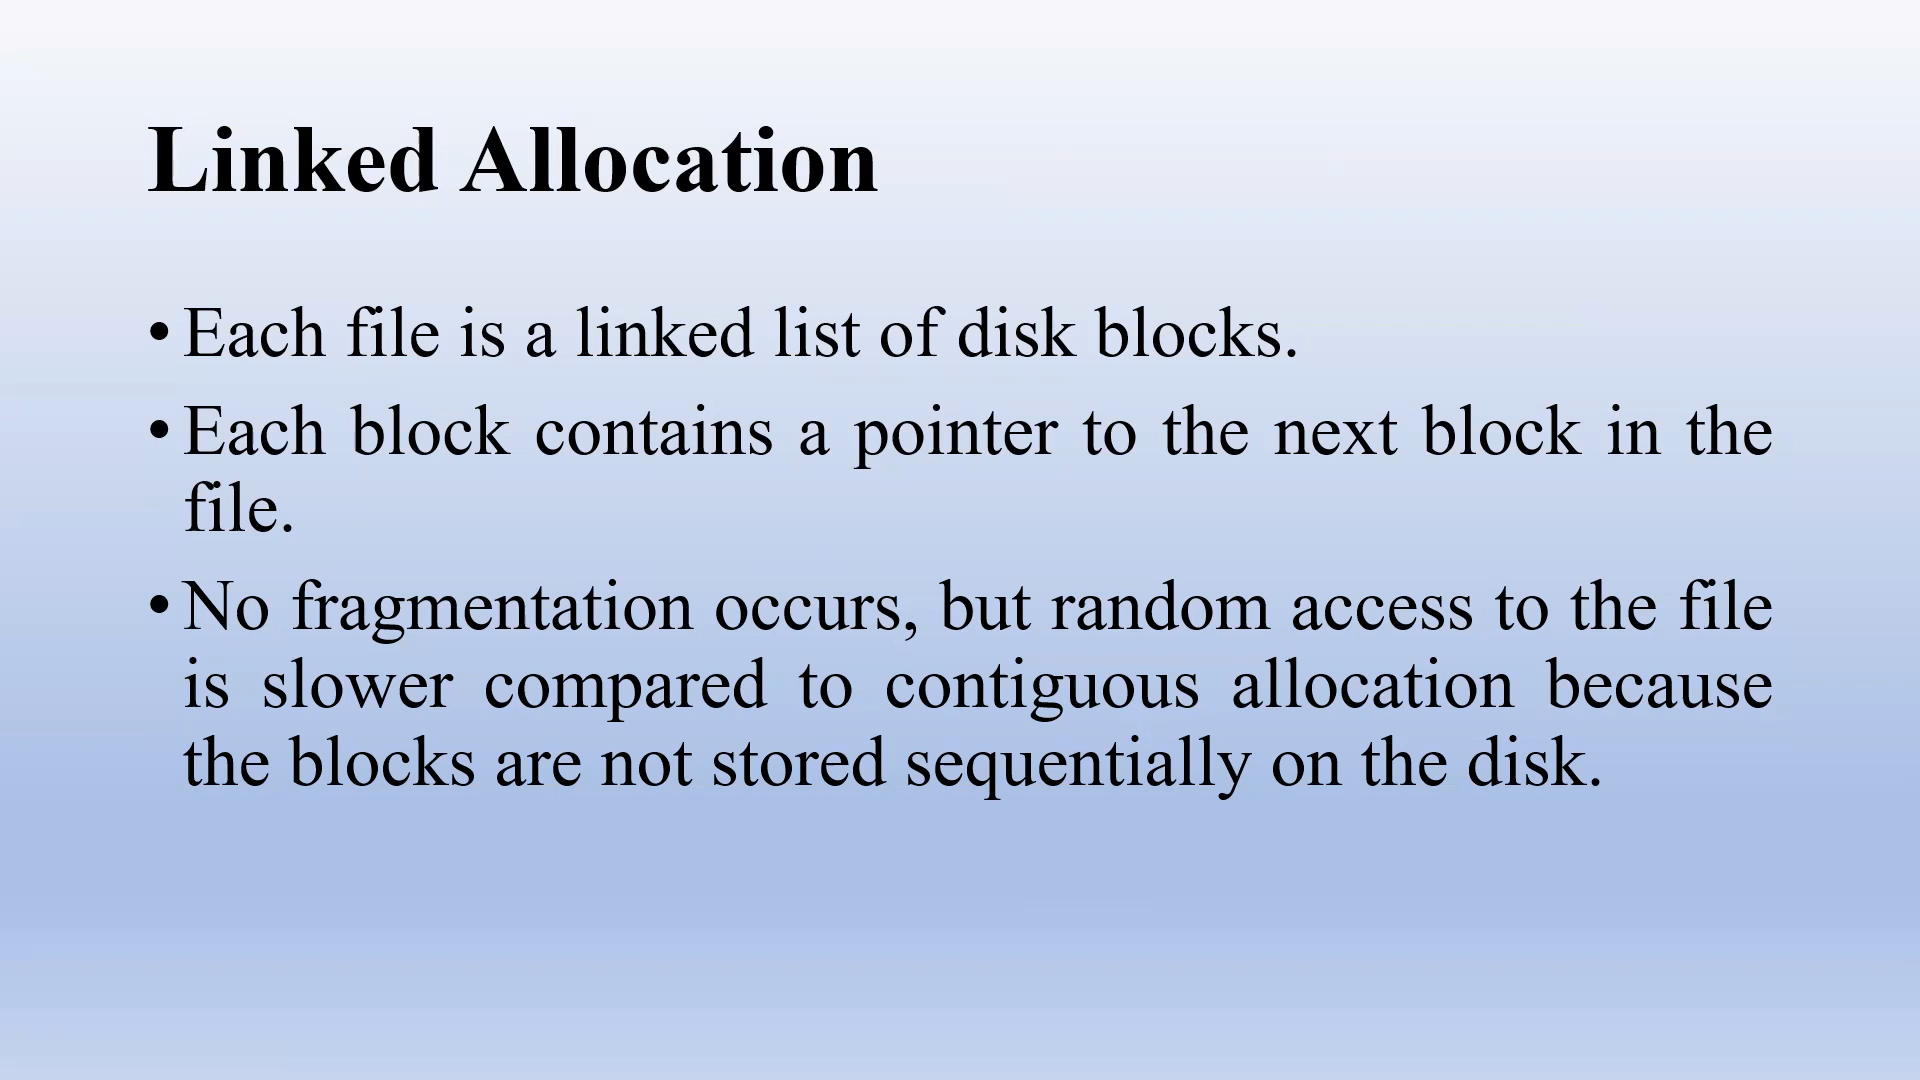 Linked Allocation
• Each file is a linked list of disk blocks.
• Each block contains a pointer to the next block in the
file.
• No fragmentation occurs, but random access to the file
is slower compared to contiguous allocation because
the blocks are not stored sequentially on the disk.